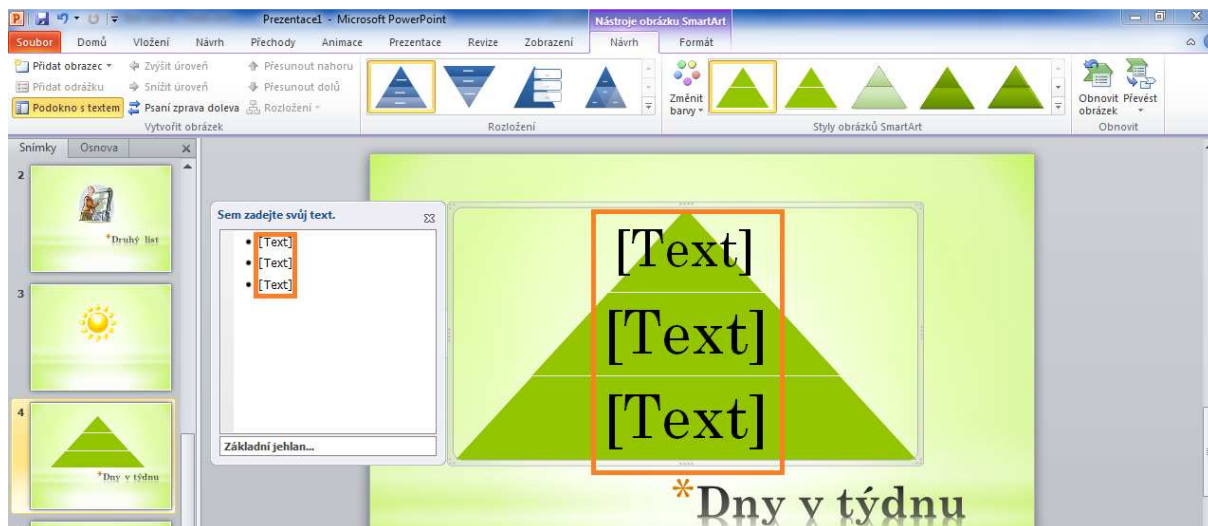 Prezentace1 - Microsoft PowerPoint
Nástroje obrázku SmartArt
Soubor Domů Vložení Návrh Přechody Animace Prezentace Revize Zobrazení Návrh Formát
Přidat obrazec Zvýšit úroveň Přesunout nahoru
Přidat odrážku Snížit úroveň Přesunout dolů
Podokno s textem Psaní zprava doleva Rozložení
Změnit barvy
Obnovit obrázek
Převést
Vytvořit obrázek Rozložení Styly obrázků SmartArt Obnovit
Snímky Osnova
2
*Druhý list
3
4
*Dny v týdnu
Sem zadejte svůj text.
• [Text]
• [Text]
• [Text]
Základní jehlan...
[Text]
[Text]
[Text]
*Dny v týdnu